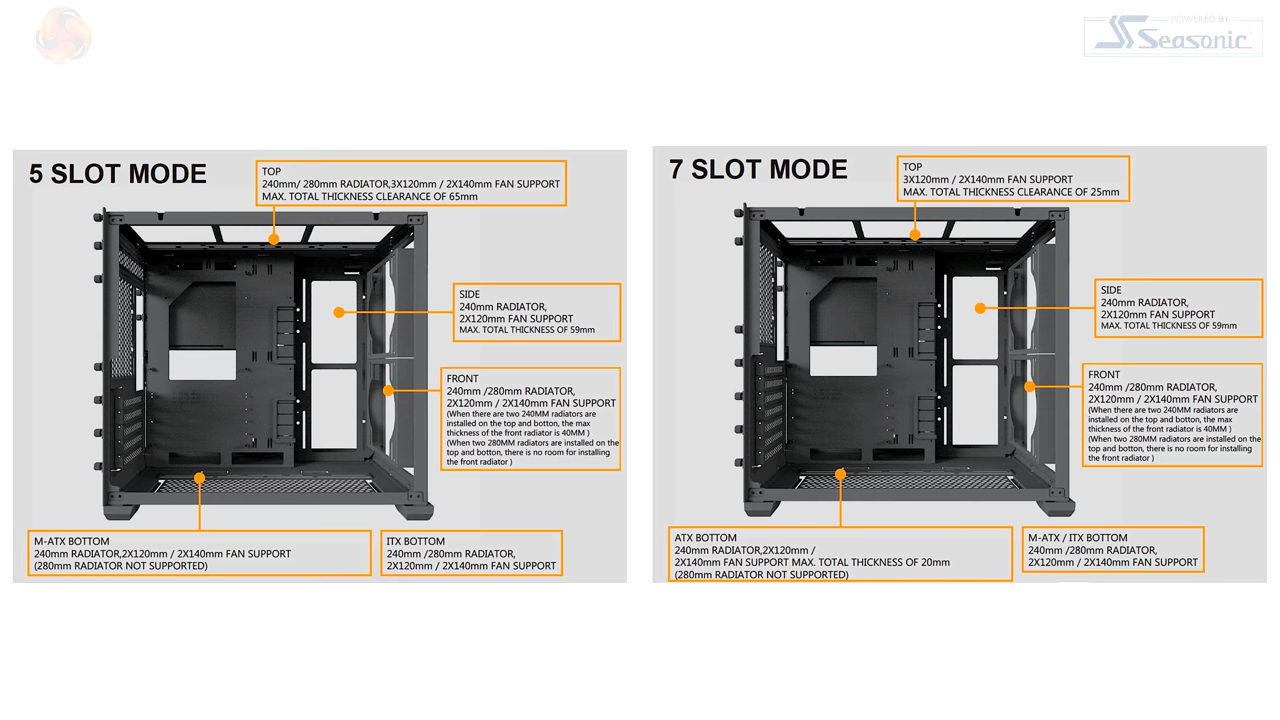 POWERED BY
Seasonic
5 SLOT MODE
TOP
240mm/ 280mm RADIATOR,3X120mm / 2X140mm FAN SUPPORT
MAX. TOTAL THICKNESS CLEARANCE OF 65mm
SIDE
240mm RADIATOR,
2X120mm FAN SUPPORT
MAX. TOTAL THICKNESS OF 59mm
FRONT
240mm /280mm RADIATOR,
2X120mm / 2X140mm FAN SUPPORT
(When there are two 240MM radiators are
installed on the top and botton, the max
thickness of the front radiator is 40MM )
(When two 280MM radiators are installed on the
top and botton, there is no room for installing
the front radiator )
M-ATX BOTTOM
240mm RADIATOR,2X120mm / 2X140mm FAN SUPPORT
(280mm RADIATOR NOT SUPPORTED)
ITX BOTTOM
240mm /280mm RADIATOR,
2X120mm / 2X140mm FAN SUPPORT
7 SLOT MODE
TOP
3X120mm / 2X140mm FAN SUPPORT
MAX. TOTAL THICKNESS CLEARANCE OF 25mm
SIDE
240mm RADIATOR,
2X120mm FAN SUPPORT
MAX. TOTAL THICKNESS OF 59mm
FRONT
240mm /280mm RADIATOR,
2X120mm / 2X140mm FAN SUPPORT
(When there are two 240MM radiators are
installed on the top and botton, the max
thickness of the front radiator is 40MM )
(When two 280MM radiators are installed on the
top and botton, there is no room for installing
the front radiator )
ATX BOTTOM
240mm RADIATOR,2X120mm /
2X140mm FAN SUPPORT MAX. TOTAL THICKNESS OF 20mm
(280mm RADIATOR NOT SUPPORTED)
M-ATX / ITX BOTTOM
240mm /280mm RADIATOR,
2X120mm / 2X140mm FAN SUPPORT